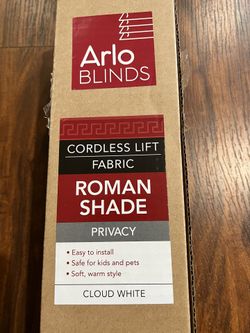 Arlo
BLINDS
CORDLESS LIFT
FABRIC
ROMAN
SHADE
PRIVACY
• Easy to install
• Safe for kids and pets
• Soft, warm style
CLOUD WHITE